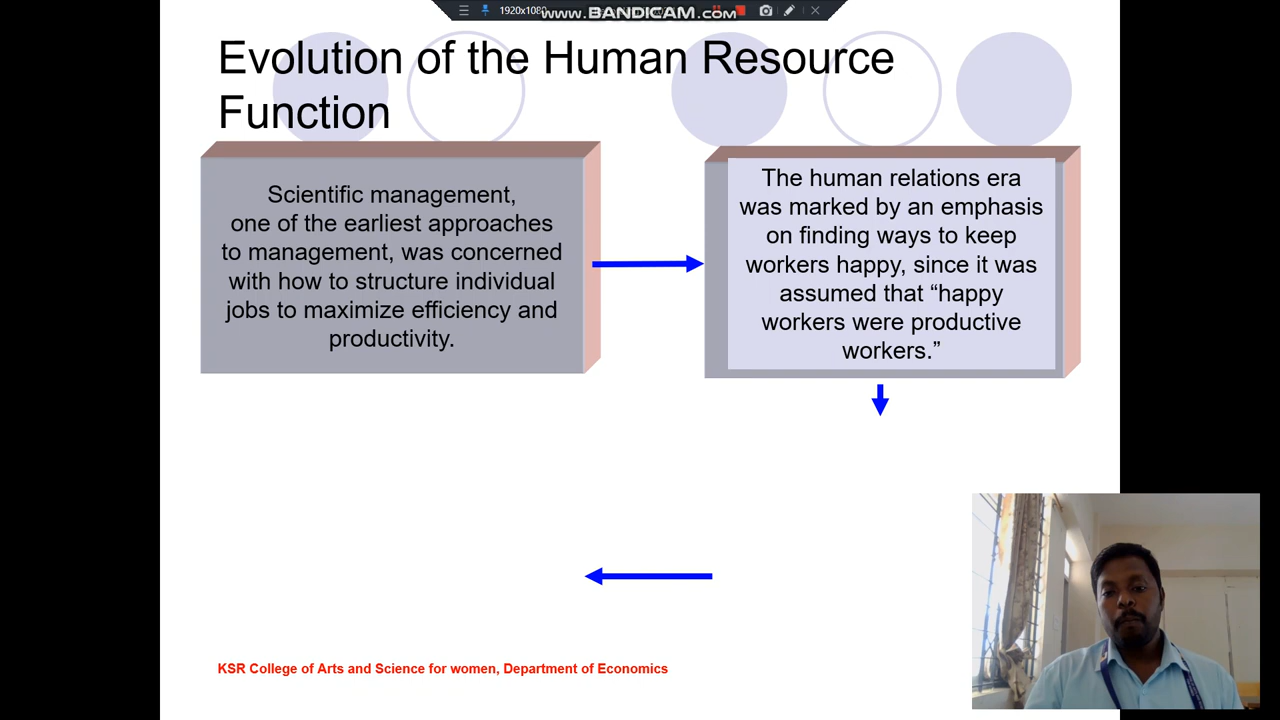 1920x1080
www.BANDICAM.com
Evolution of the Human Resource
Function
Scientific management,
one of the earliest approaches
to management, was concerned
with how to structure individual
jobs to maximize efficiency and
productivity.
The human relations era
was marked by an emphasis
on finding ways to keep
workers happy, since it was
assumed that “happy
workers were productive
workers.”
KSR College of Arts and Science for women, Department of Economics